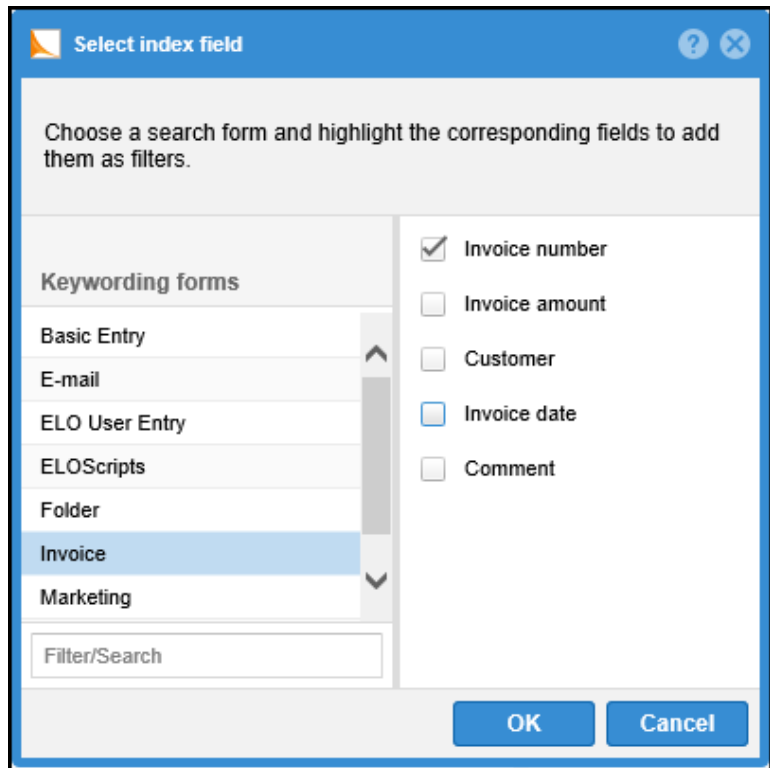 Select index field
Choose a search form and highlight the corresponding fields to add
them as filters.
Keywording forms
Basic Entry
E-mail
ELO User Entry
ELOScripts
Folder
Invoice
Marketing
Filter/Search
Invoice number
Invoice amount
Customer
Invoice date
Comment
OK
Cancel